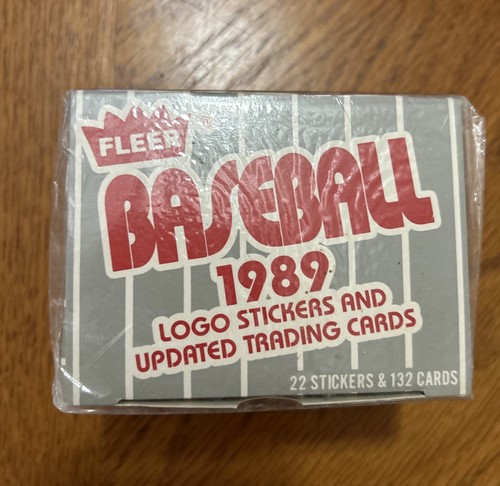 FLEER
BASEBALL
1989
LOGO STICKERS AND
UPDATED TRADING CARDS
22 STICKERS & 132 CARDS